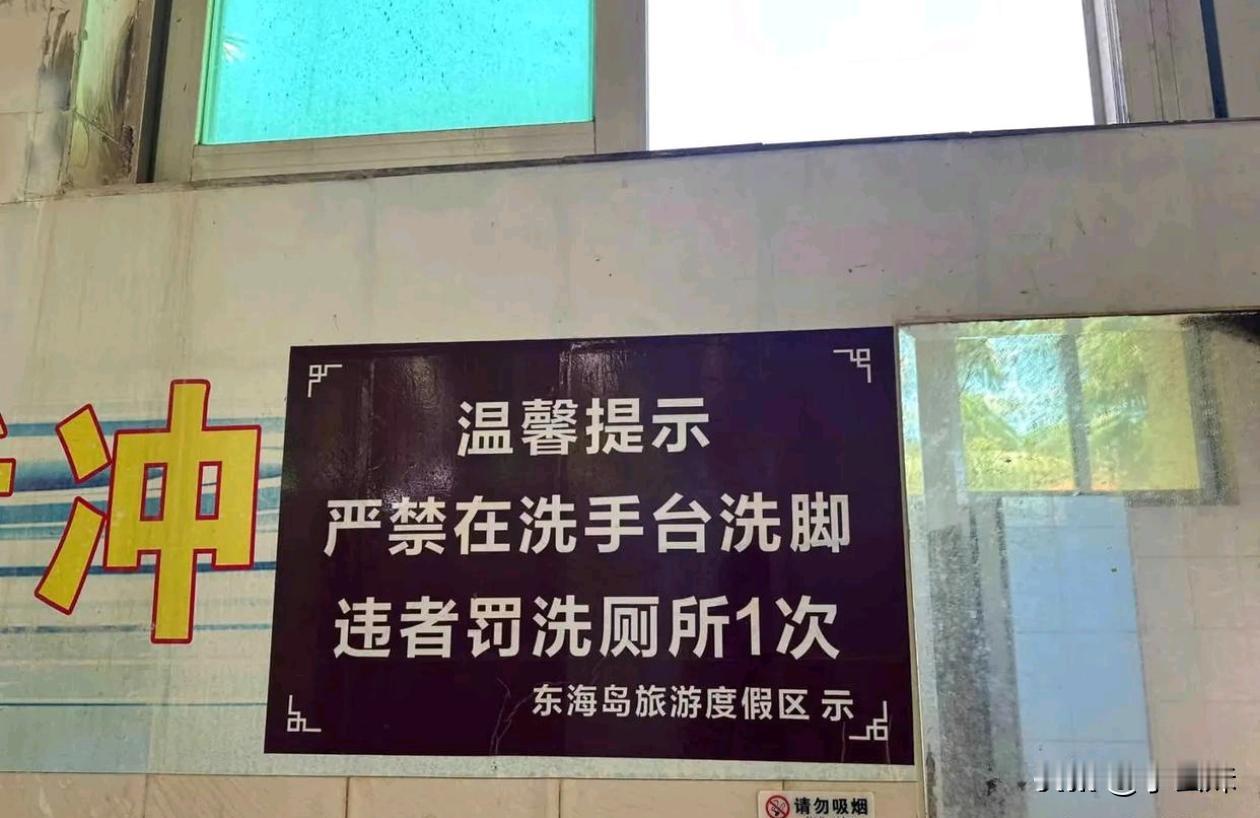 冲
温馨提示
严禁在洗手台洗脚
违者罚洗厕所1次
东海岛旅游度假区 示
请勿吸烟